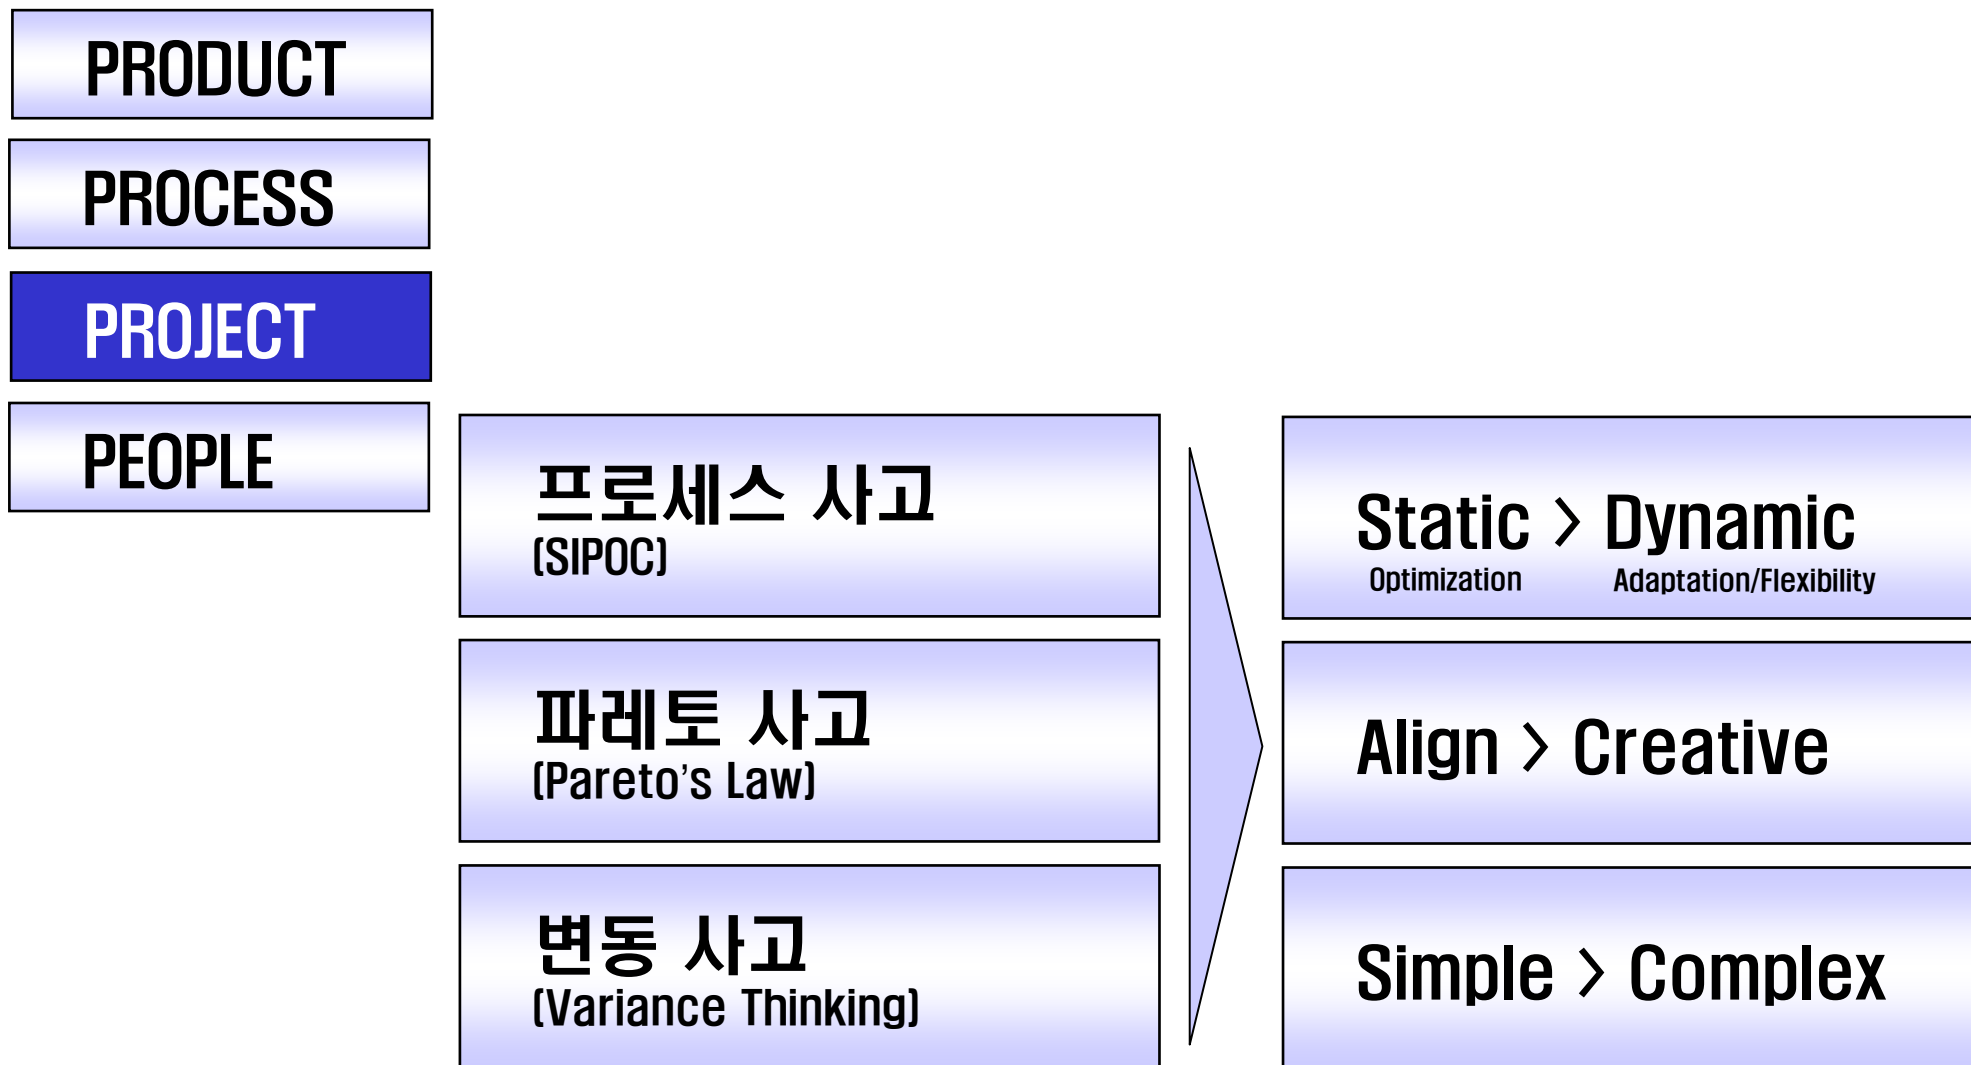 PRODUCT
PROCESS
PROJECT
PEOPLE
프로세스 사고
(SIPOC)
파레토 사고
(Pareto's Law)
변동 사고
(Variance Thinking)
Static > Dynamic
Optimization Adaptation/Flexibility
Align > Creative
Simple > Complex